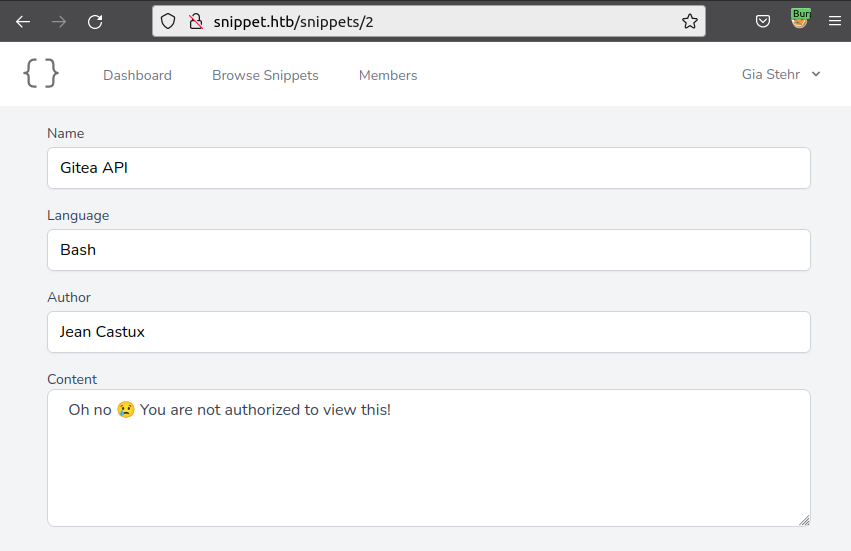 Burp
snippet.htb/snippets/2
{ }
Dashboard Browse Snippets Members Gia Stehr
Name
Gitea API
Language
Bash
Author
Jean Castux
Content
Oh no 😢 You are not authorized to view this!